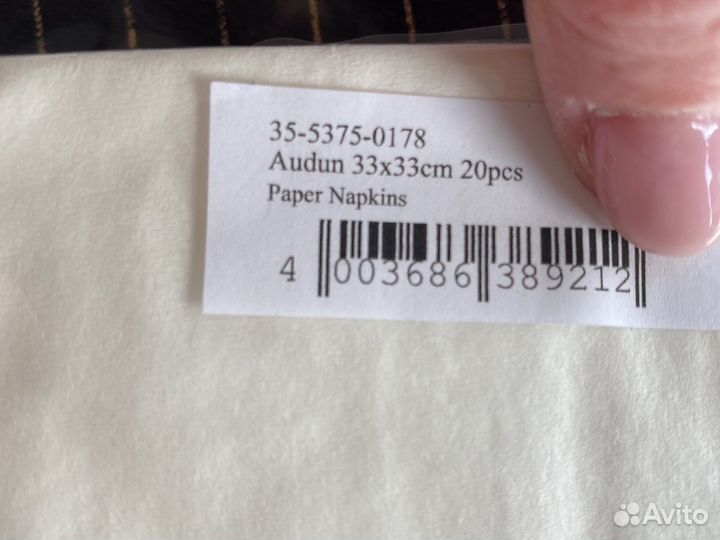 35-5375-0178
Audun 33x33cm 20pcs
Paper Napkins
4 003686 389212
Avito